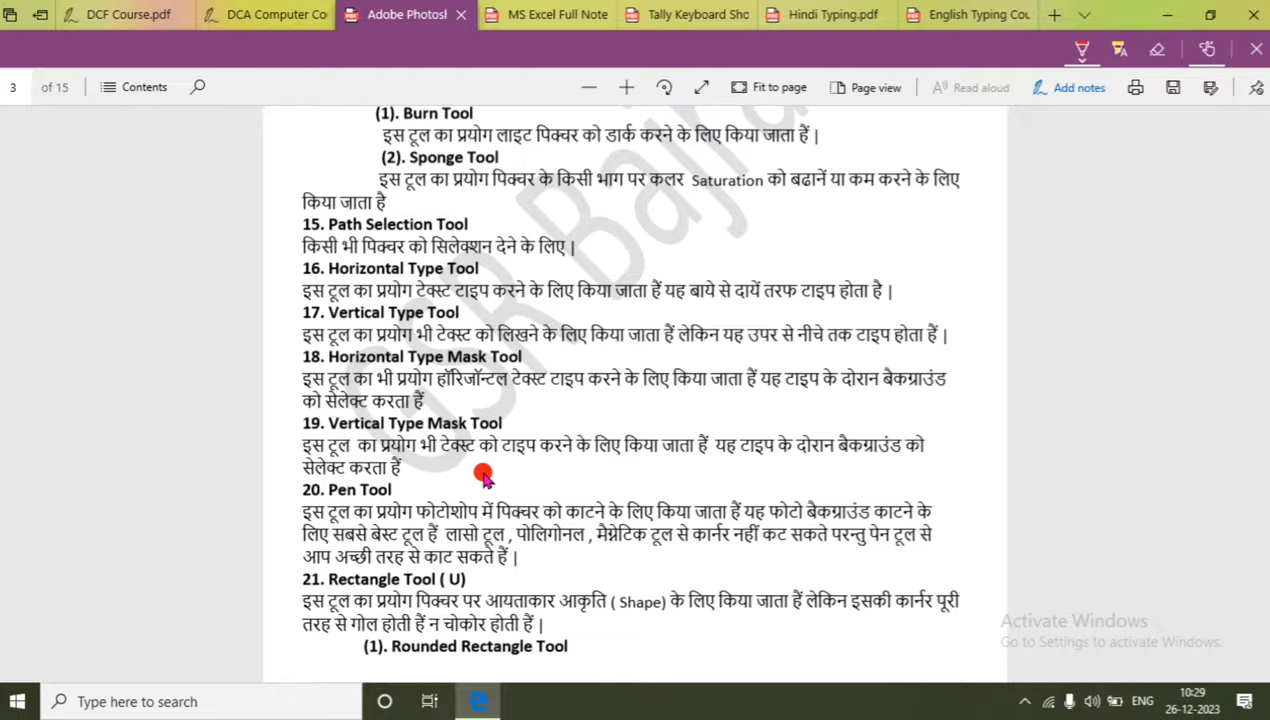 DCF Course.pdf
DCA Computer Co
Adobe Photosl
MS Excel Full Note
Tally Keyboard Sho
Hindi Typing.pdf
English Typing Cou
3 of 15
Contents
Fit to page
Page view
Read aloud
Add notes
(1). Burn Tool
इस टूल का प्रयोग लाइट पिक्चर को डार्क करने के लिए किया जाता हैं |
(2). Sponge Tool
इस टूल का प्रयोग पिक्चर के किसी भाग पर कलर Saturation को बढानें या कम करने के लिए
किया जाता है
15. Path Selection Tool
किसी भी पिक्चर को सिलेक्शन देने के लिए |
16. Horizontal Type Tool
इस टूल का प्रयोग टेक्स्ट टाइप करने के लिए किया जाता हैं यह बाये से दायें तरफ टाइप होता है |
17. Vertical Type Tool
इस टूल का प्रयोग भी टेक्स्ट को लिखने के लिए किया जाता हैं लेकिन यह उपर से नीचे तक टाइप होता हैं |
18. Horizontal Type Mask Tool
इस टूल का भी प्रयोग हॉरिजॉन्टल टेक्स्ट टाइप करने के लिए किया जाता हैं यह टाइप के दोरान बैकग्राउंड
को सेलेक्ट करता हैं
19. Vertical Type Mask Tool
इस टूल का प्रयोग भी टेक्स्ट को टाइप करने के लिए किया जाता हैं यह टाइप के दोरान बैकग्राउंड को
सेलेक्ट करता हैं
20. Pen Tool
इस टूल का प्रयोग फोटोशोप में पिक्चर को काटने के लिए किया जाता हैं यह फोटो बैकग्राउंड काटने के
लिए सबसे बेस्ट टूल हैं लासो टूल , पोलिगोनल , मैग्नेटिक टूल से कार्नर नहीं कट सकते परन्तु पेन टूल से
आप अच्छी तरह से काट सकते हैं |
21. Rectangle Tool ( U)
इस टूल का प्रयोग पिक्चर पर आयताकार आकृति ( Shape) के लिए किया जाता हैं लेकिन इसकी कार्नर पूरी
तरह से गोल होती हैं न चोकोर होती हैं |
(1). Rounded Rectangle Tool
GSR Bajra
Activate Windows
Go to Settings to activate Windows.
Type here to search
ENG
10:29
26-12-2023